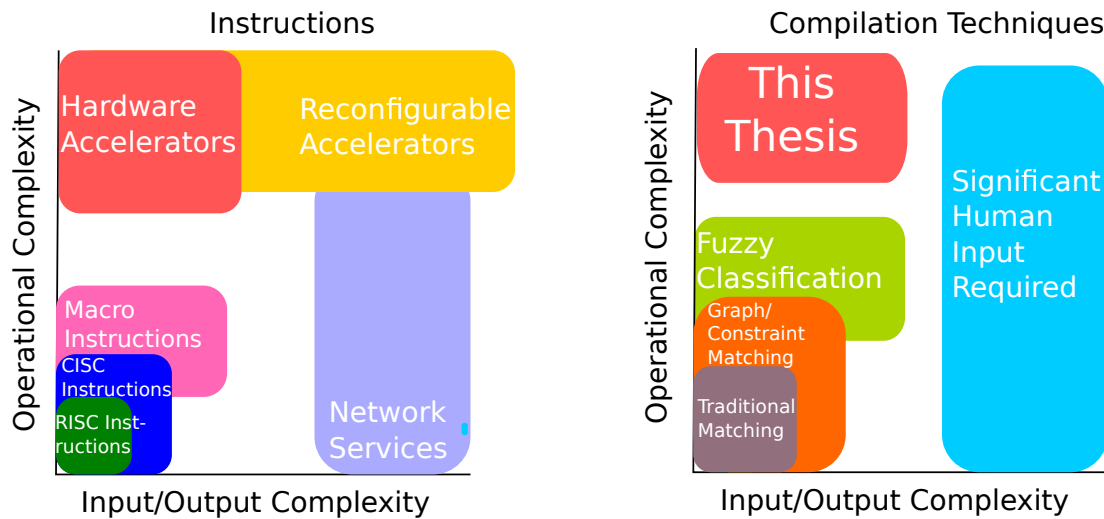 Instructions
Operational Complexity
Hardware
Accelerators
Reconfigurable
Accelerators
Macro
Instructions
CISC
Instructions
RISC Inst-
ructions
Network
Services
Input/Output Complexity
Compilation Techniques
Operational Complexity
This
Thesis
Fuzzy
Classification
Graph/
Constraint
Matching
Traditional
Matching
Significant
Human
Input
Required
Input/Output Complexity